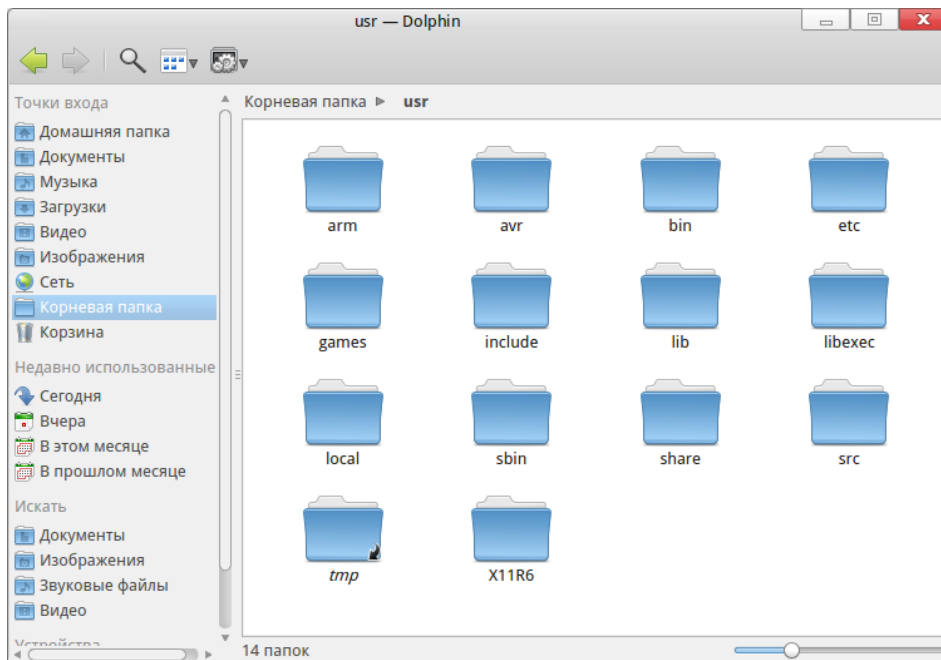 usr — Dolphin
Точки входа
Домашняя папка
Документы
Музыка
Загрузки
Видео
Изображения
Сеть
Корневая папка
Корзина
Недавно использованные
Сегодня
Вчера
В этом месяце
В прошлом месяце
Искать
Документы
Изображения
Звуковые файлы
Видео
Устройства
Корневая папка usr
arm avr bin etc
games include lib libexec
local sbin share src
tmp X11R6
14 папок